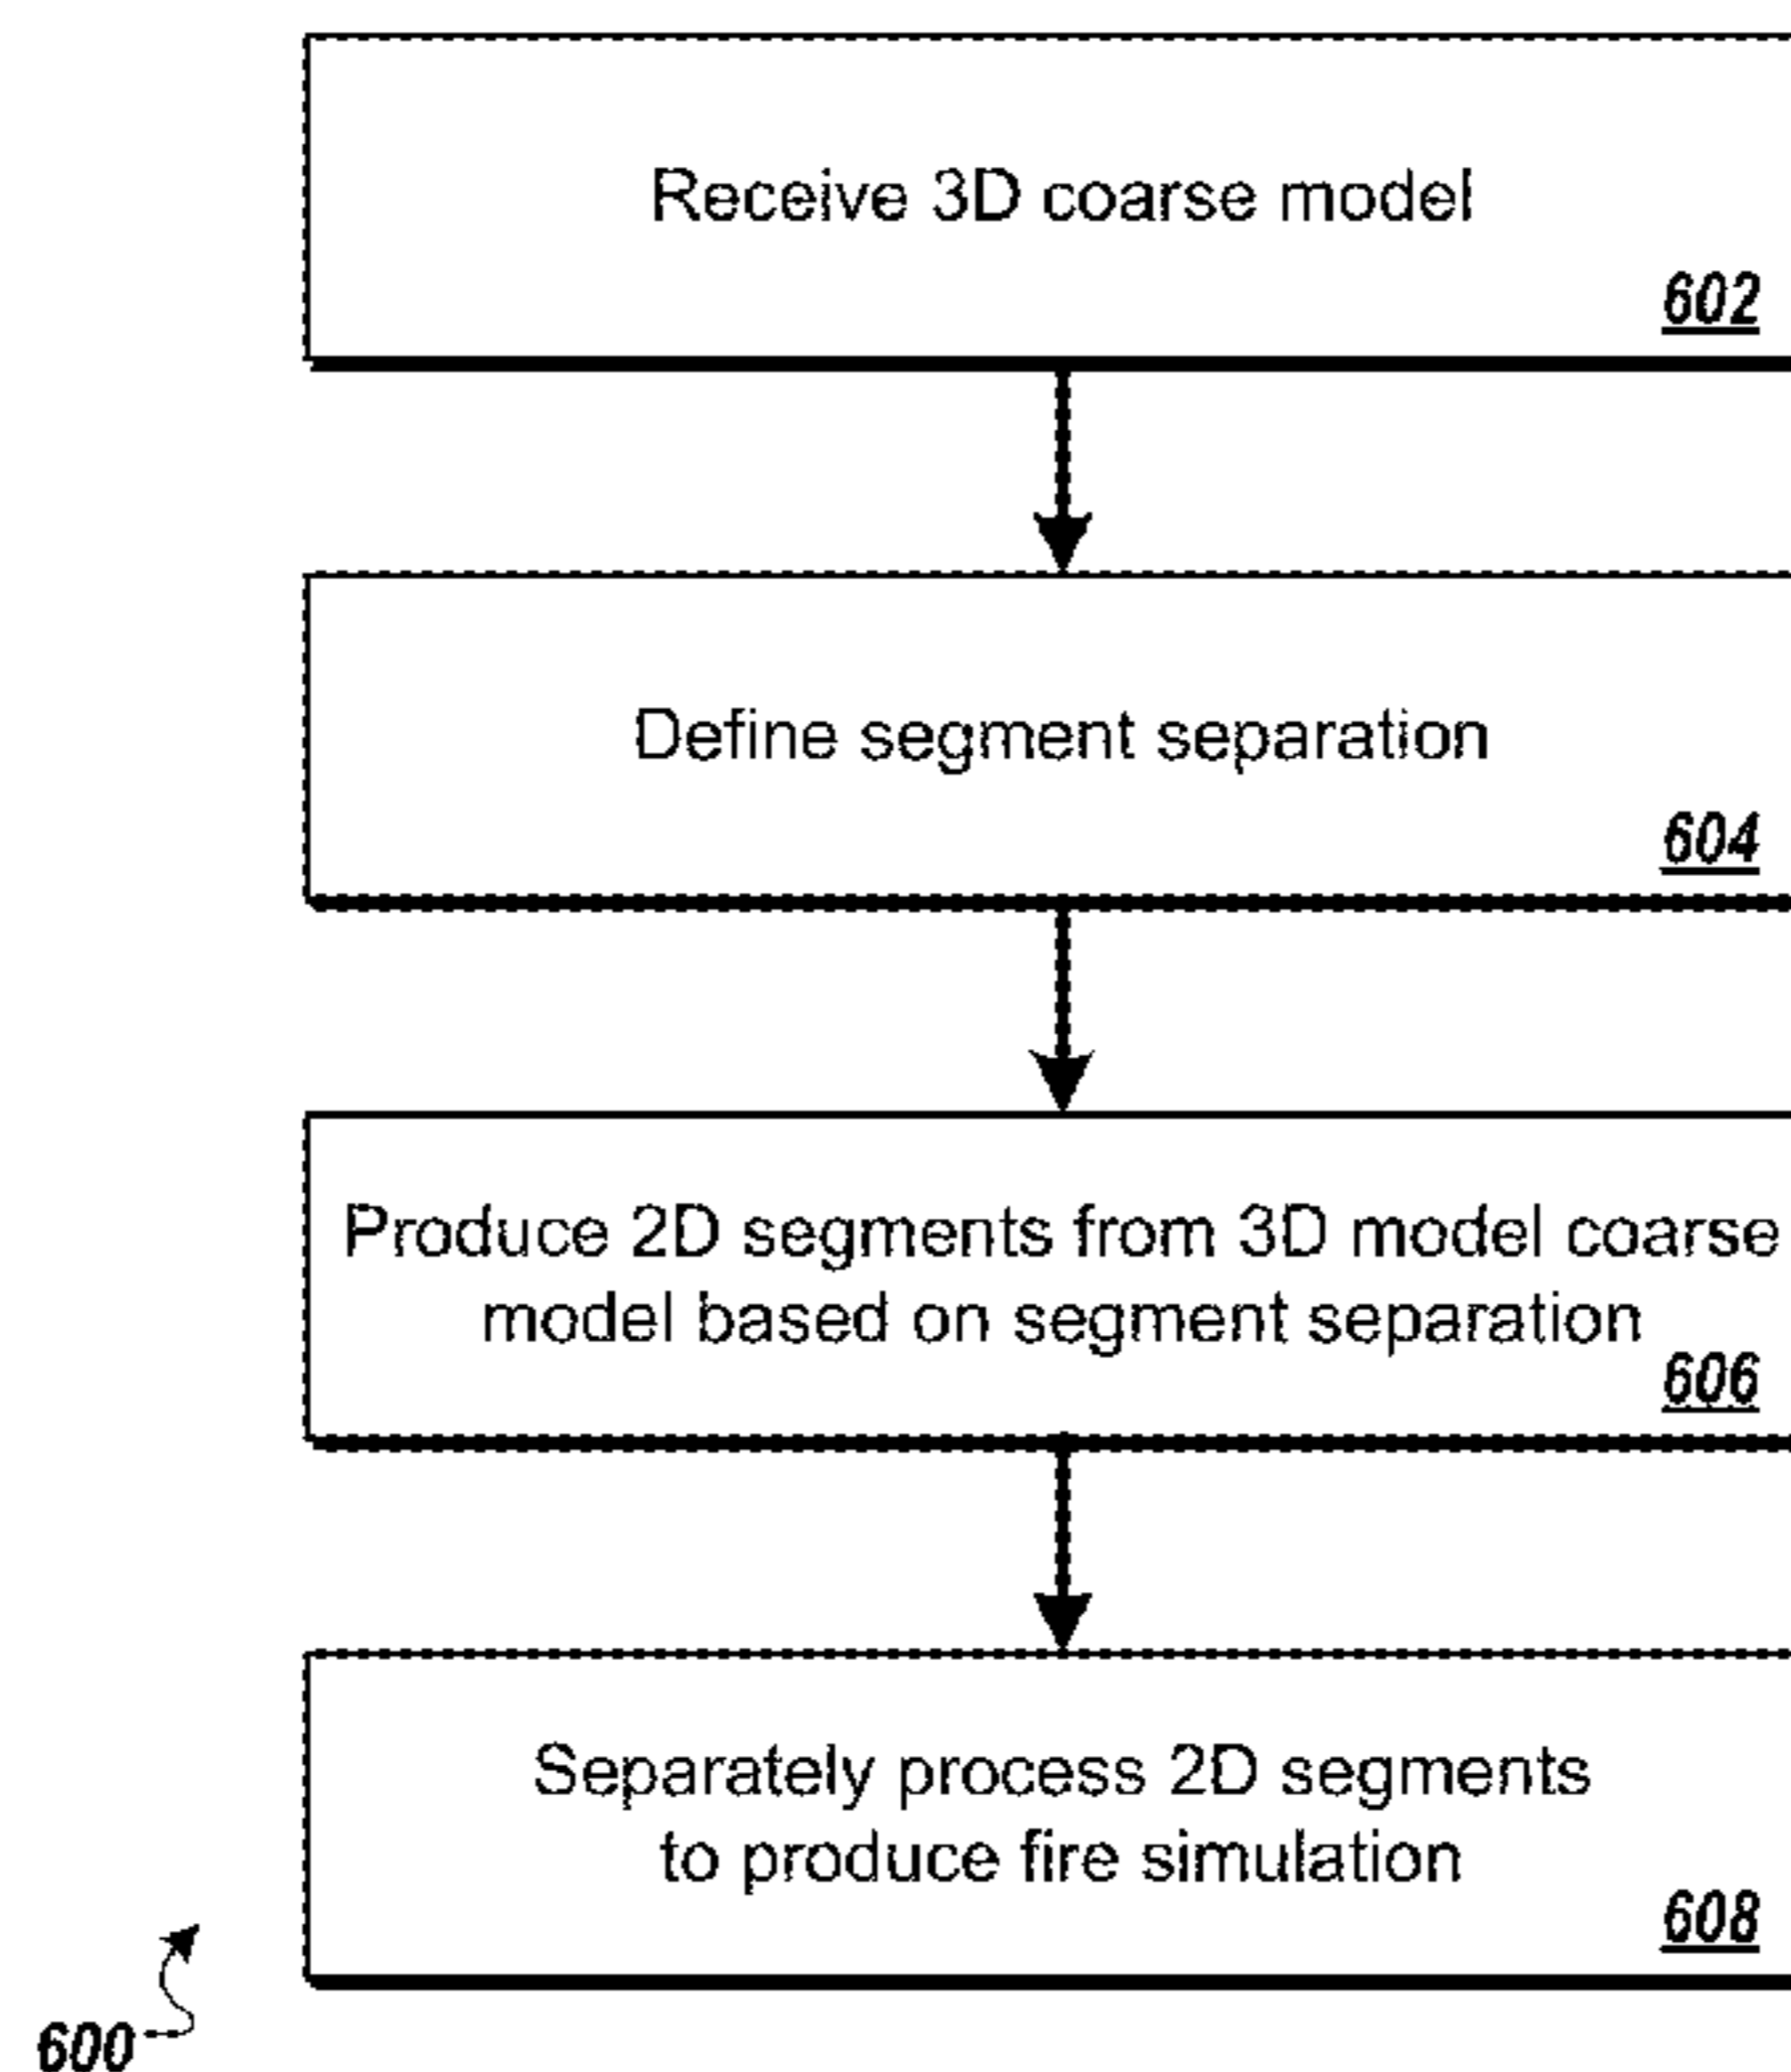 Receive 3D coarse model
602
Define segment separation
604
Produce 2D segments from 3D model coarse
model based on segment separation
606
Separately process 2D segments
to produce fire simulation
608
600